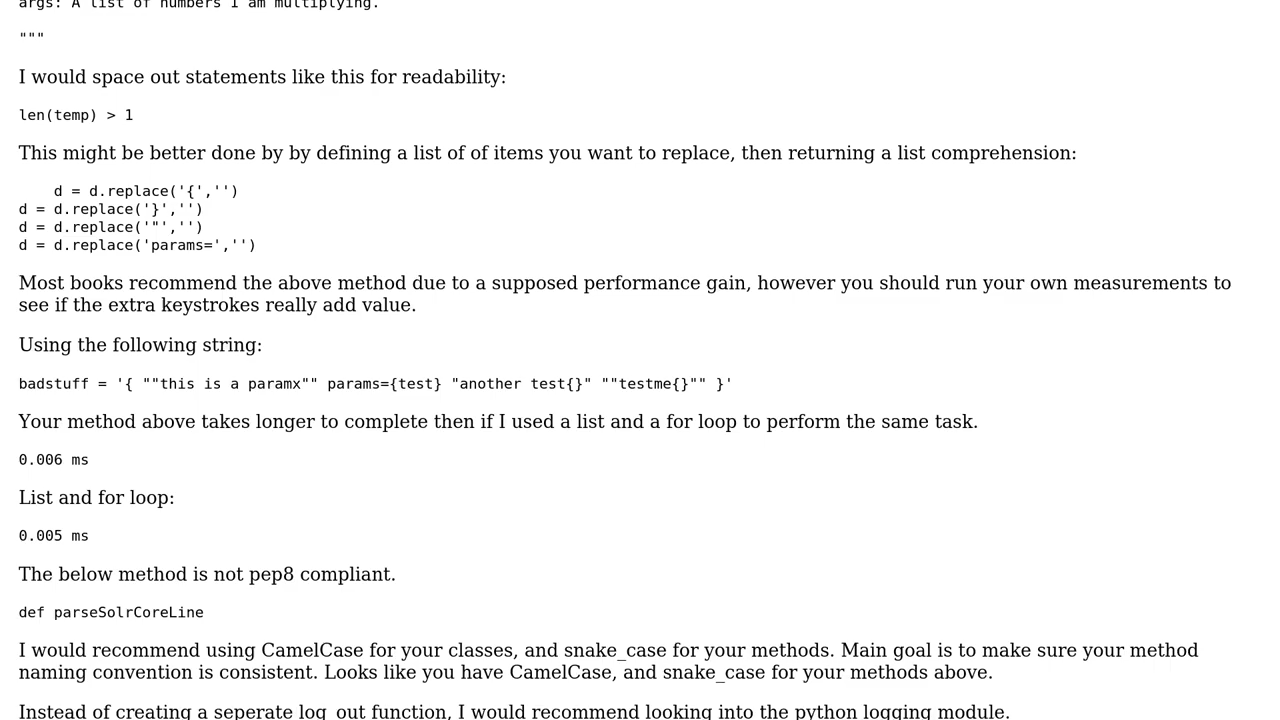 args: A list of numbers I am multiplying.
"""
I would space out statements like this for readability:
len(temp) > 1
This might be better done by by defining a list of of items you want to replace, then returning a list comprehension:
    d = d.replace('{','')
d = d.replace('}','')
d = d.replace('"','')
d = d.replace('params=','')
Most books recommend the above method due to a supposed performance gain, however you should run your own measurements to
see if the extra keystrokes really add value.
Using the following string:
badstuff = '{ ""this is a paramx"" params={test} "another test{}" ""testme{}"" }'
Your method above takes longer to complete then if I used a list and a for loop to perform the same task.
0.006 ms
List and for loop:
0.005 ms
The below method is not pep8 compliant.
def parseSolrCoreLine
I would recommend using CamelCase for your classes, and snake_case for your methods. Main goal is to make sure your method
naming convention is consistent. Looks like you have CamelCase, and snake_case for your methods above.
Instead of creating a seperate log_out function, I would recommend looking into the python logging module.